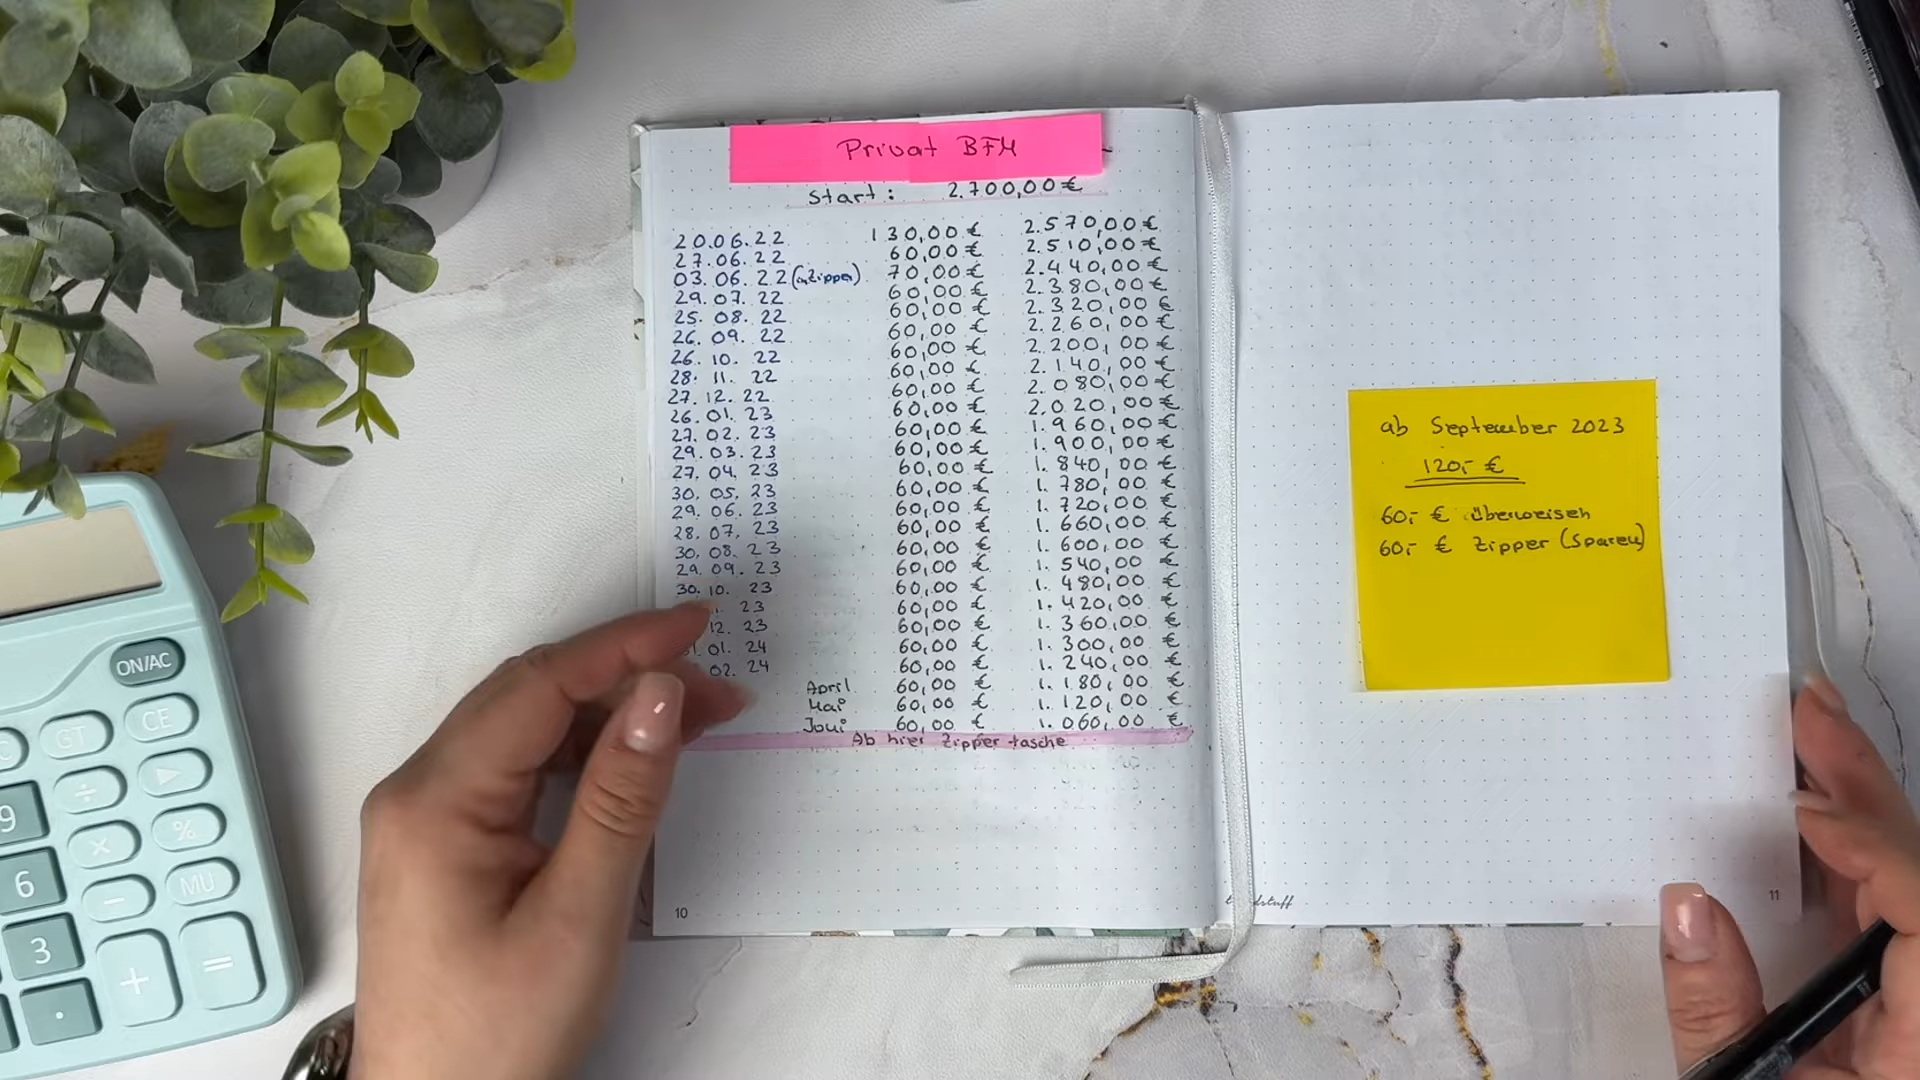 Privat BFM
Start: 2.700,00 €
20.06.22 130,00 € 2.570,00 €
27.06.22 60,00 € 2.510,00 €
03.06.22 (in Zipper) 70,00 € 2.440,00 €
29.07.22 60,00 € 2.380,00 €
25.08.22 60,00 € 2.320,00 €
26.09.22 60,00 € 2.260,00 €
26.10.22 60,00 € 2.200,00 €
28.11.22 60,00 € 2.140,00 €
27.12.22 60,00 € 2.080,00 €
26.01.23 60,00 € 2.020,00 €
27.02.23 60,00 € 1.960,00 €
29.03.23 60,00 € 1.900,00 €
27.04.23 60,00 € 1.840,00 €
30.05.23 60,00 € 1.780,00 €
29.06.23 60,00 € 1.720,00 €
28.07.23 60,00 € 1.660,00 €
30.08.23 60,00 € 1.600,00 €
29.09.23 60,00 € 1.540,00 €
30.10.23 60,00 € 1.480,00 €
23 60,00 € 1.420,00 €
12.23 60,00 € 1.360,00 €
01.24 60,00 € 1.300,00 €
02.24 60,00 € 1.240,00 €
April 60,00 € 1.180,00 €
Mai 60,00 € 1.120,00 €
Juni 60,00 € 1.060,00 €
Ab hier Zippertasche
10
ab September 2023
120,- €
60,- € überweisen
60,- € Zipper (Sparen)
11
ON/AC
GT CE
÷ ▶
9 × %
6 − MU
3 + =
.